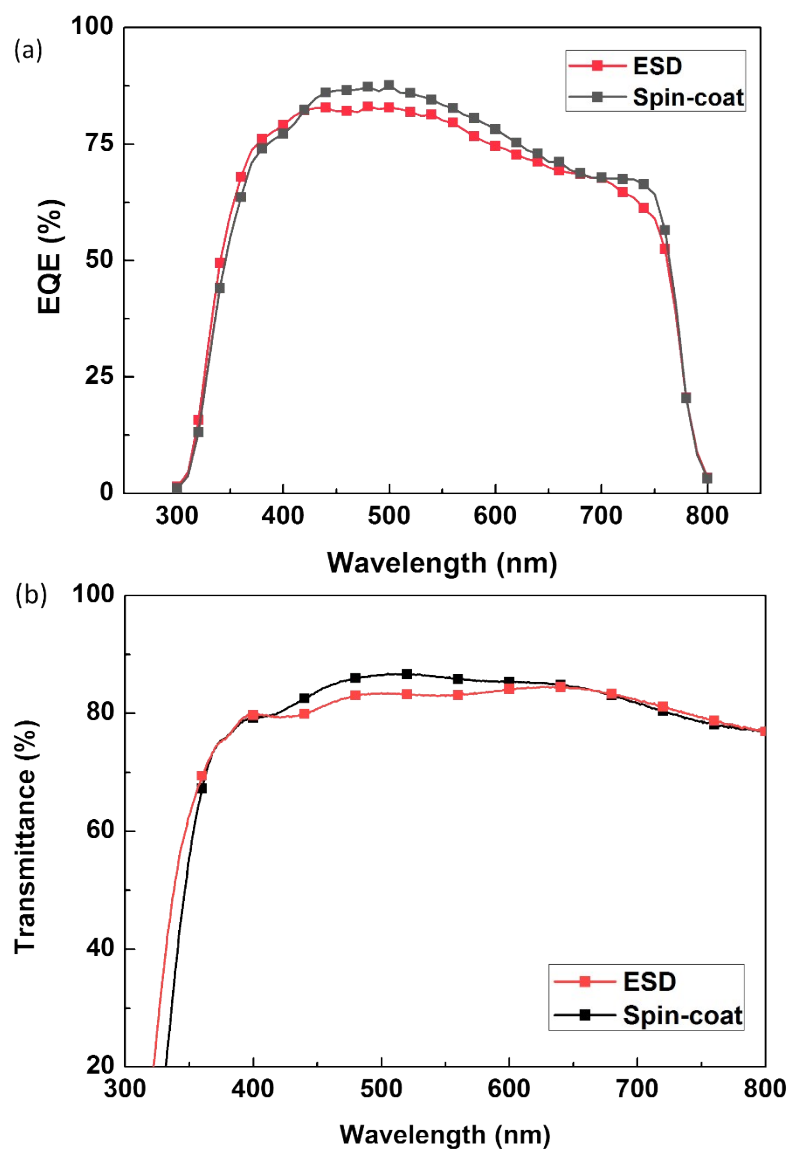 (a)
100
75
50
25
0
EQE (%)
ESD
Spin-coat
300 400 500 600 700 800
Wavelength (nm)
(b)
100
80
60
40
20
Transmittance (%)
ESD
Spin-coat
300 400 500 600 700 800
Wavelength (nm)